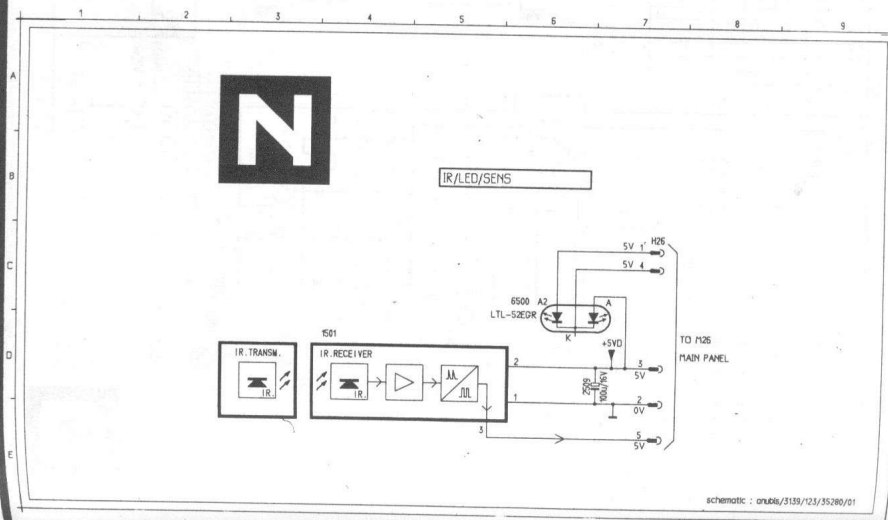 1 2 3 4 5 6 7 8 9
A
N
B
IR/LED/SENS
H26
5V 1
C
5V 4
6500 A2 A
LTL-52EGR
K
+5VD
TO M26
MAIN PANEL
D
1501
IR.TRANSM.
IR.
IR.RECEIVER
IR.
2
3
5V
2509
100u/16V
1
2
0V
3
5
5V
E
schematic : anubis/3139/123/35280/01